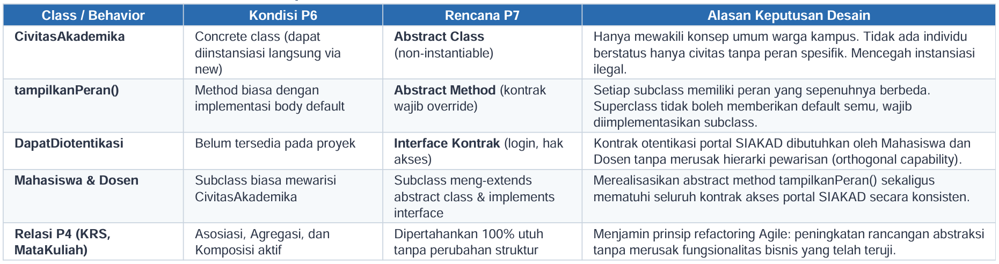 Class / Behavior Kondisi P6 Rencana P7 Alasan Keputusan Desain
CivitasAkademika
Concrete class (dapat
diinstansiasi langsung via
new)
Abstract Class
(non-instantiable)
Hanya mewakili konsep umum warga kampus. Tidak ada individu
berstatus hanya civitas tanpa peran spesifik. Mencegah instansiasi
ilegal.
tampilkanPeran()
Method biasa dengan
implementasi body default
Abstract Method (kontrak
wajib override)
Setiap subclass memiliki peran yang sepenuhnya berbeda.
Superclass tidak boleh memberikan default semu, wajib
diimplementasikan subclass.
DapatDiotentikasi
Belum tersedia pada proyek
Interface Kontrak (login, hak
akses)
Kontrak otentikasi portal SIAKAD dibutuhkan oleh Mahasiswa dan
Dosen tanpa merusak hierarki pewarisan (orthogonal capability).
Mahasiswa & Dosen
Subclass biasa mewarisi
CivitasAkademika
Subclass meng-extends
abstract class & implements
interface
Merealisasikan abstract method tampilkanPeran() sekaligus
mematuhi seluruh kontrak akses portal SIAKAD secara konsisten.
Relasi P4 (KRS,
MataKuliah)
Asosiasi, Agregasi, dan
Komposisi aktif
Dipertahankan 100% utuh
tanpa perubahan struktur
Menjamin prinsip refactoring Agile: peningkatan rancangan abstraksi
tanpa merusak fungsionalitas bisnis yang telah teruji.